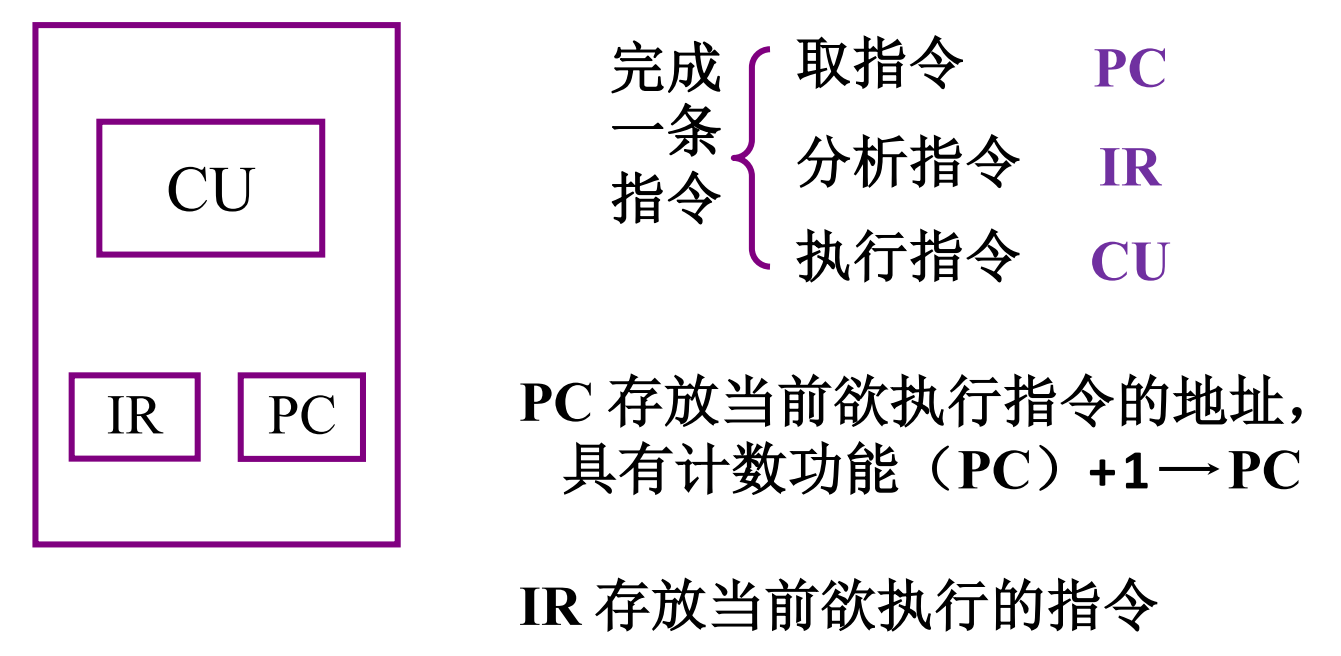 CU
IR
PC
完成
一条
指令
取指令 PC
分析指令 IR
执行指令 CU
PC 存放当前欲执行指令的地址，
具有计数功能（PC）+1→PC
IR 存放当前欲执行的指令